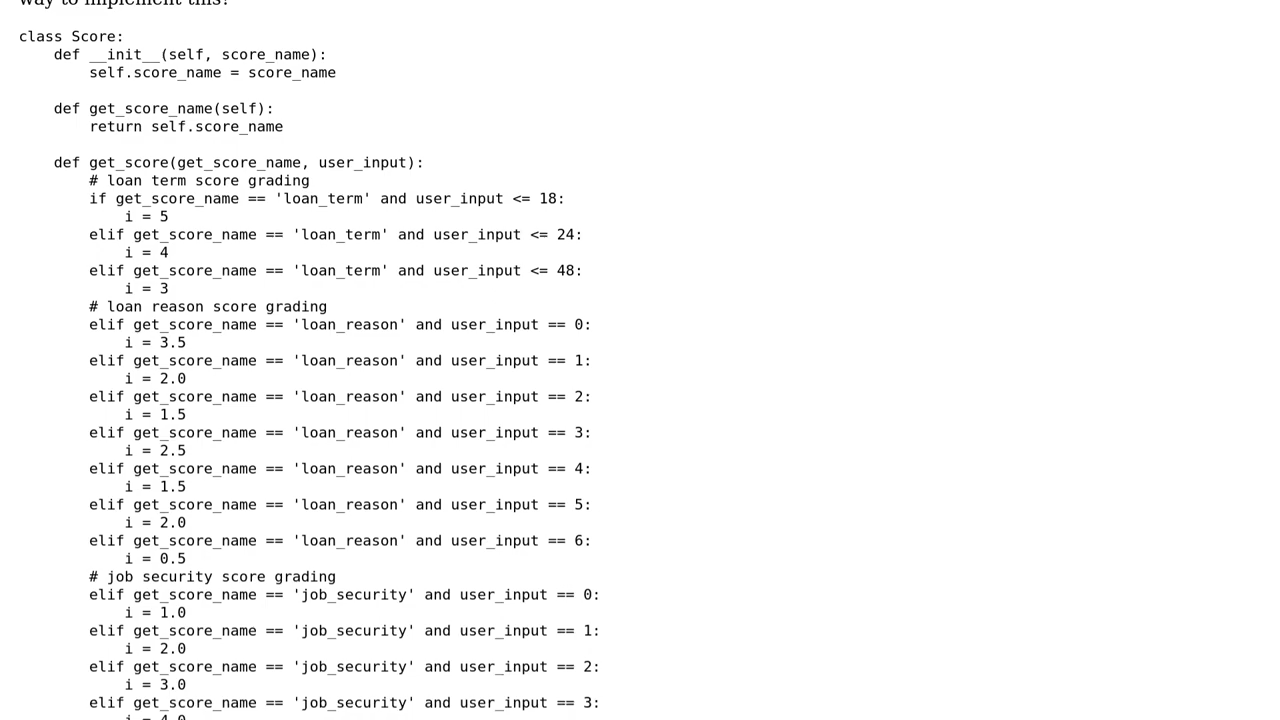 way to implement this?
class Score:
    def __init__(self, score_name):
        self.score_name = score_name

    def get_score_name(self):
        return self.score_name

    def get_score(get_score_name, user_input):
        # loan term score grading
        if get_score_name == 'loan_term' and user_input <= 18:
            i = 5
        elif get_score_name == 'loan_term' and user_input <= 24:
            i = 4
        elif get_score_name == 'loan_term' and user_input <= 48:
            i = 3
        # loan reason score grading
        elif get_score_name == 'loan_reason' and user_input == 0:
            i = 3.5
        elif get_score_name == 'loan_reason' and user_input == 1:
            i = 2.0
        elif get_score_name == 'loan_reason' and user_input == 2:
            i = 1.5
        elif get_score_name == 'loan_reason' and user_input == 3:
            i = 2.5
        elif get_score_name == 'loan_reason' and user_input == 4:
            i = 1.5
        elif get_score_name == 'loan_reason' and user_input == 5:
            i = 2.0
        elif get_score_name == 'loan_reason' and user_input == 6:
            i = 0.5
        # job security score grading
        elif get_score_name == 'job_security' and user_input == 0:
            i = 1.0
        elif get_score_name == 'job_security' and user_input == 1:
            i = 2.0
        elif get_score_name == 'job_security' and user_input == 2:
            i = 3.0
        elif get_score_name == 'job_security' and user_input == 3:
            i = 4.0